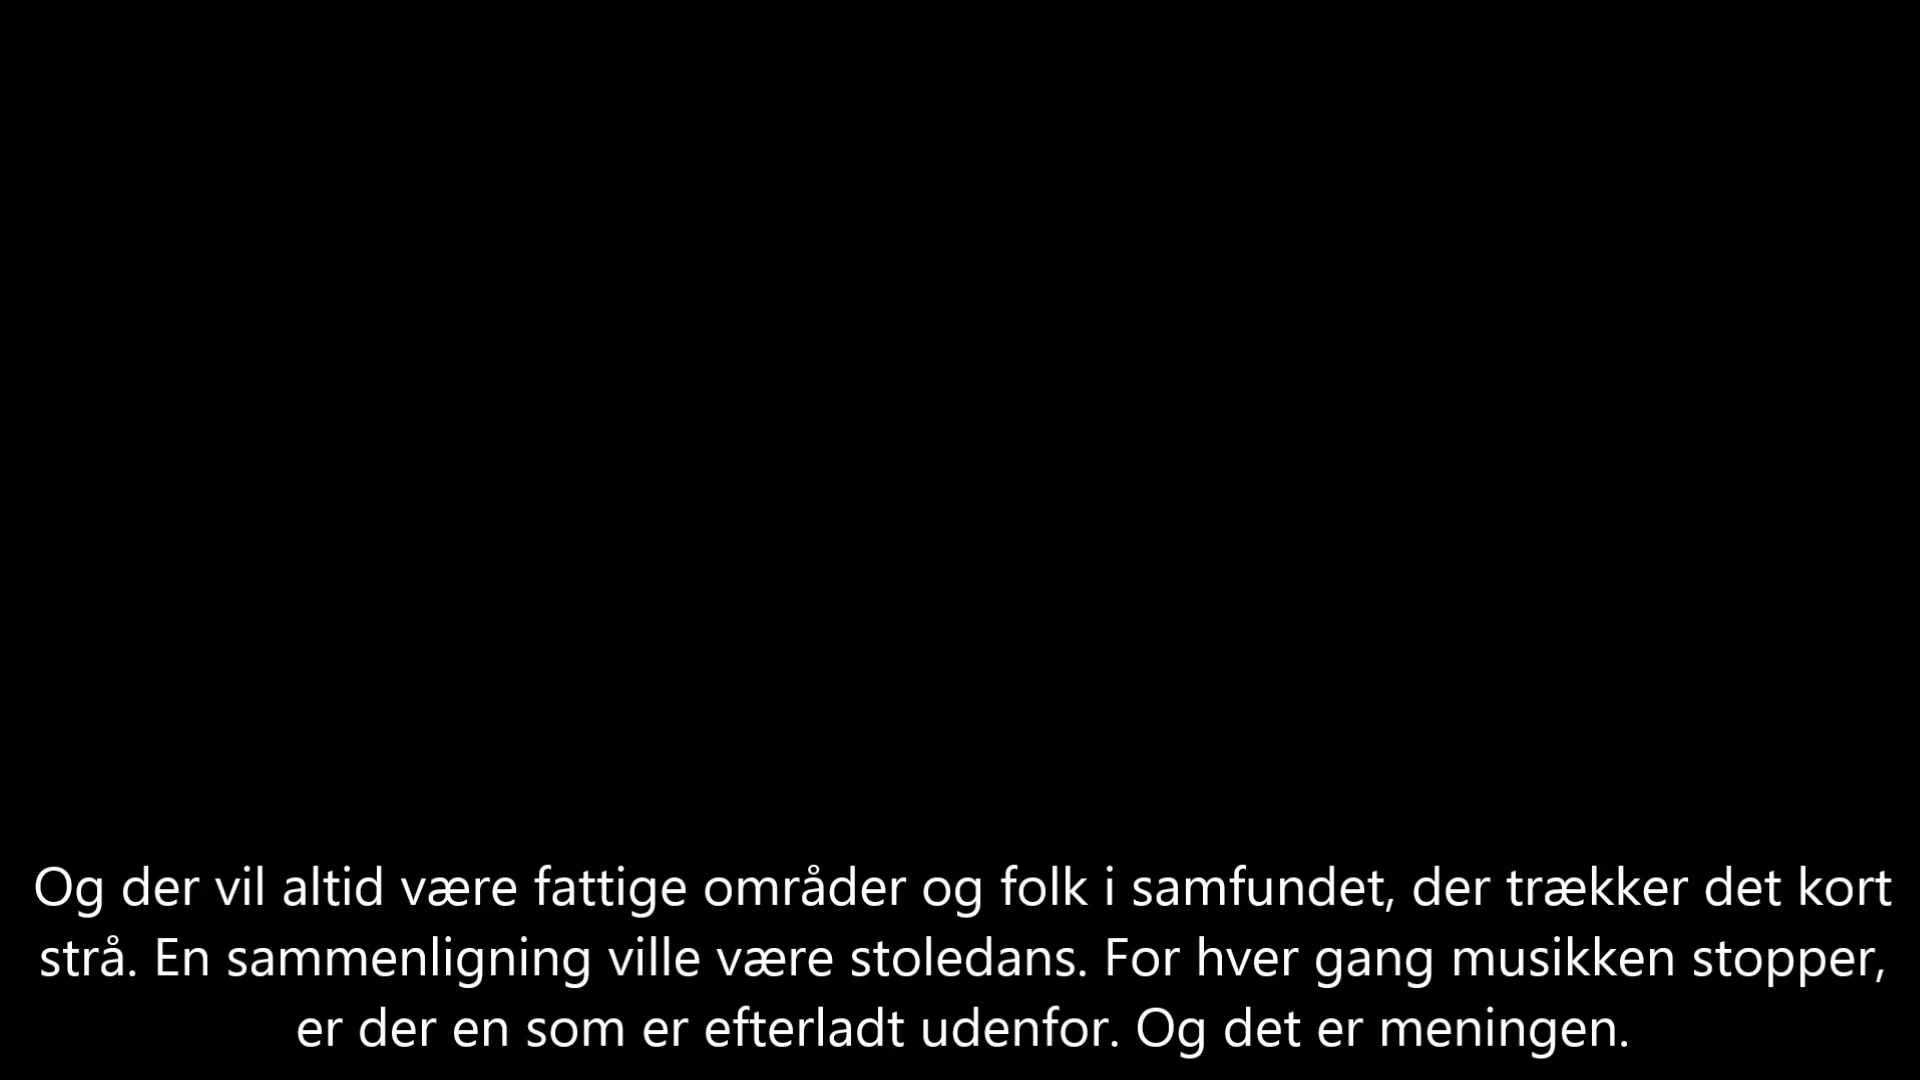 Og der vil altid være fattige områder og folk i samfundet, der trækker det kort
strå. En sammenligning ville være stoledans. For hver gang musikken stopper,
er der en som er efterladt udenfor. Og det er meningen.